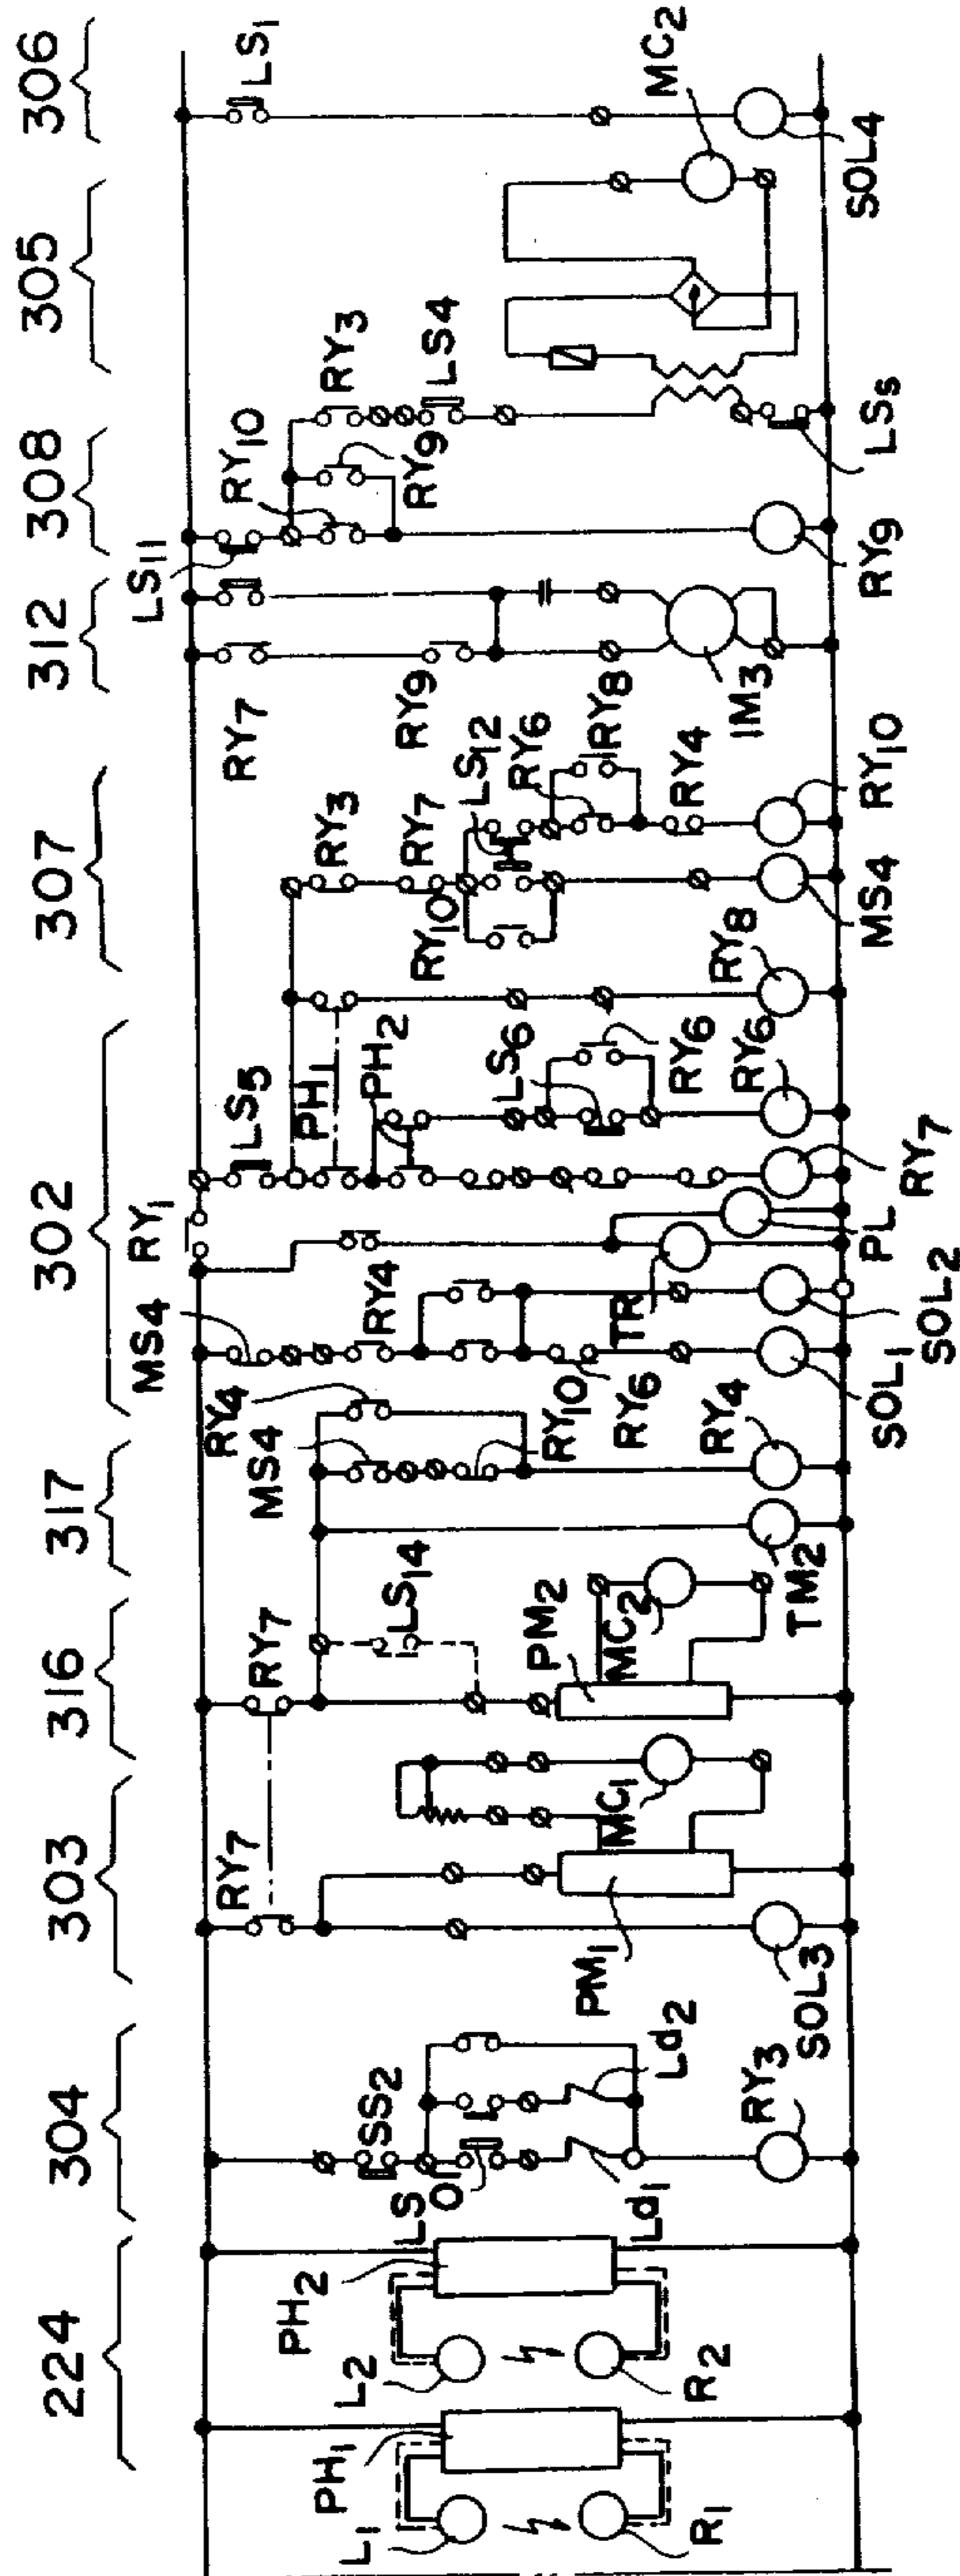 224
304
303
316
317
302
307
312
308
305
306
L1
R1
PH1
L2
R2
PH2
LS
10
SS2
Ld1
Ld2
RY3
SOL3
PM1
RY7
MC1
RY7
PM2
LS14
MC2
TM2
RY4
MS4
RY10
RY4
MS4
RY4
RY6
TR
SOL1
SOL2
PL
RY1
LS5
PH1
PH2
LS6
RY7
RY6
RY6
RY8
RY3
RY7
RY10
LS12
RY6
RY8
RY4
MS4
RY10
RY7
RY9
IM3
LS11
RY10
RY9
RY9
RY3
LS4
LSs
MC2
LS1
SOL4